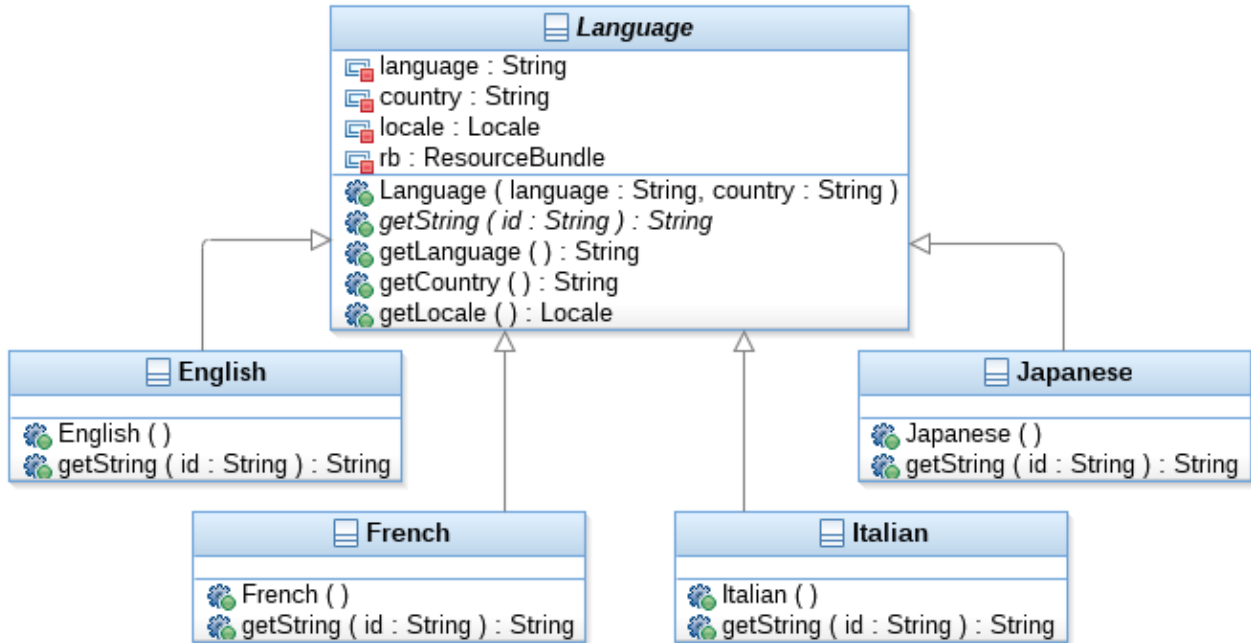 Language
language : String
country : String
locale : Locale
rb : ResourceBundle
Language ( language : String, country : String )
getString ( id : String ) : String
getLanguage ( ) : String
getCountry ( ) : String
getLocale ( ) : Locale
English
English ( )
getString ( id : String ) : String
Japanese
Japanese ( )
getString ( id : String ) : String
French
French ( )
getString ( id : String ) : String
Italian
Italian ( )
getString ( id : String ) : String